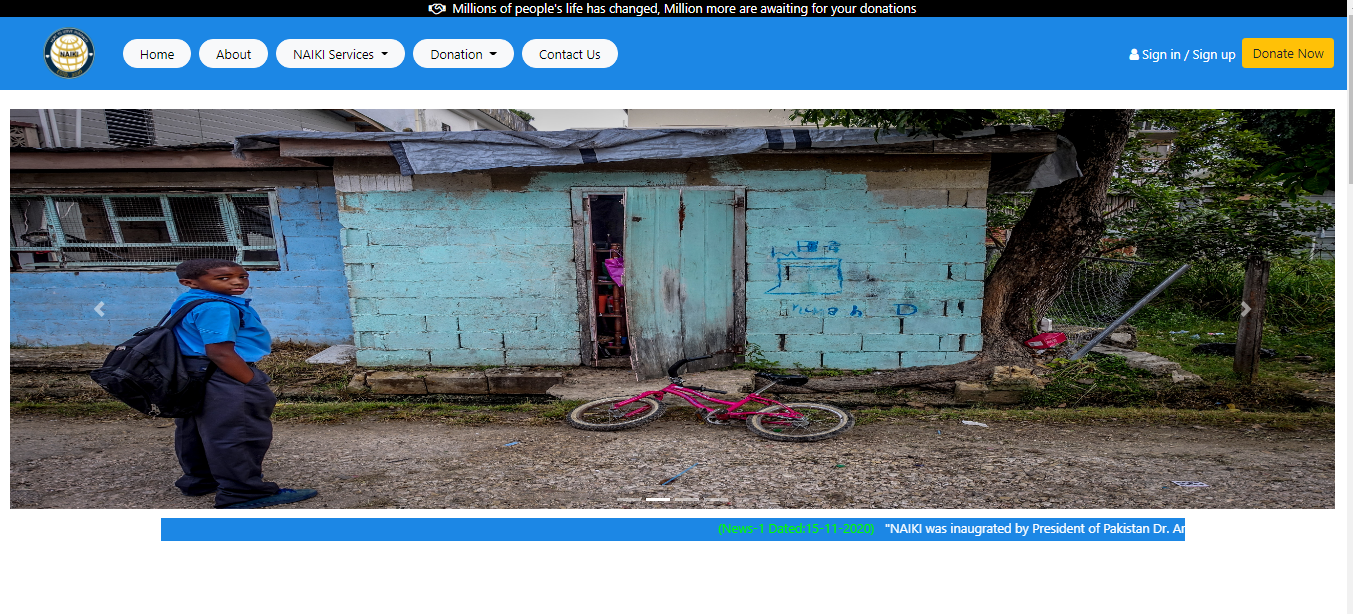 Millions of people's life has changed, Million more are awaiting for your donations
NAIKI
Home
About
NAIKI Services
Donation
Contact Us
Sign in / Sign up
Donate Now
(News-1 Dated:15-11-2020) "NAIKI was inaugrated by President of Pakistan Dr. Ar